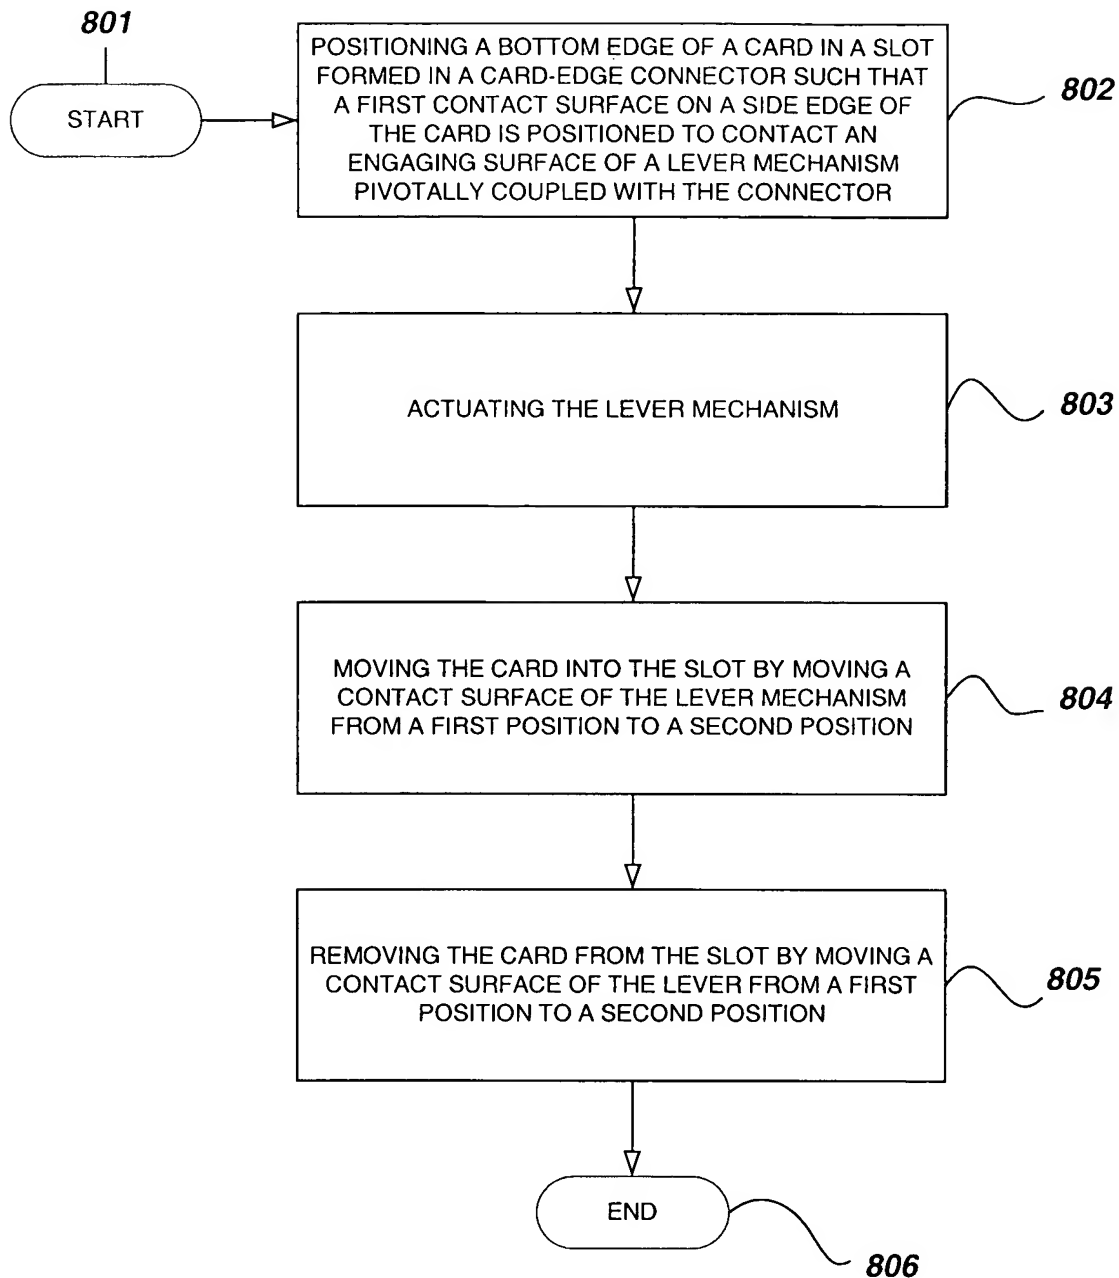 801
START
POSITIONING A BOTTOM EDGE OF A CARD IN A SLOT
FORMED IN A CARD-EDGE CONNECTOR SUCH THAT
A FIRST CONTACT SURFACE ON A SIDE EDGE OF
THE CARD IS POSITIONED TO CONTACT AN
ENGAGING SURFACE OF A LEVER MECHANISM
PIVOTALLY COUPLED WITH THE CONNECTOR
802
ACTUATING THE LEVER MECHANISM
803
MOVING THE CARD INTO THE SLOT BY MOVING A
CONTACT SURFACE OF THE LEVER MECHANISM
FROM A FIRST POSITION TO A SECOND POSITION
804
REMOVING THE CARD FROM THE SLOT BY MOVING A
CONTACT SURFACE OF THE LEVER FROM A FIRST
POSITION TO A SECOND POSITION
805
END
806